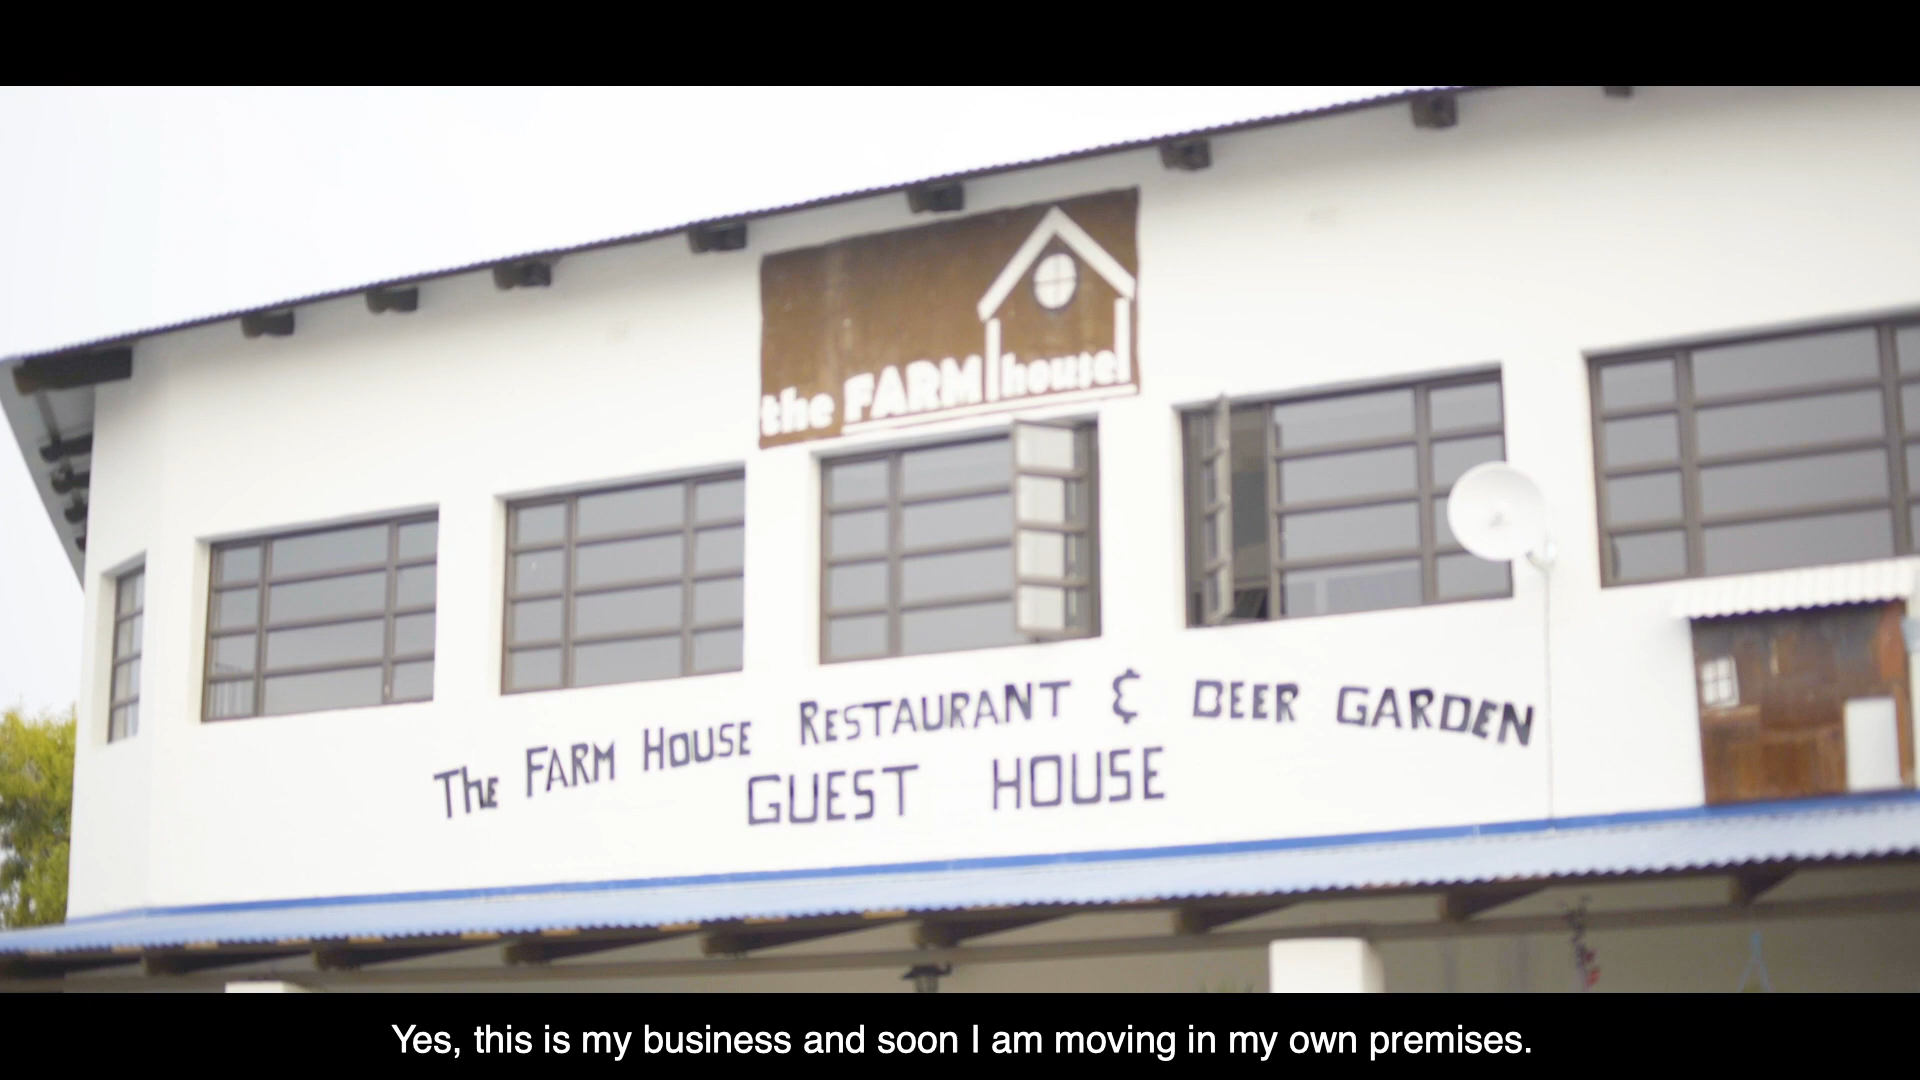 the FARM house
The FARM HOUSE RESTAURANT & BEER GARDEN
GUEST HOUSE
Yes, this is my business and soon I am moving in my own premises.